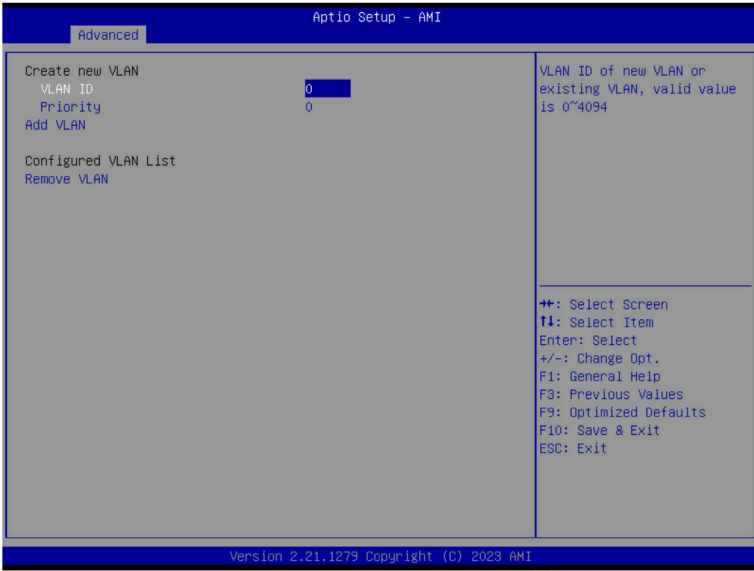 Aptio Setup – AMI
Advanced
Create new VLAN
VLAN ID 0
Priority 0
Add VLAN
Configured VLAN List
Remove VLAN
VLAN ID of new VLAN or
existing VLAN, valid value
is 0~4094
→←: Select Screen
↑↓: Select Item
Enter: Select
+/-: Change Opt.
F1: General Help
F3: Previous Values
F9: Optimized Defaults
F10: Save & Exit
ESC: Exit
Version 2.21.1279 Copyright (C) 2023 AMI